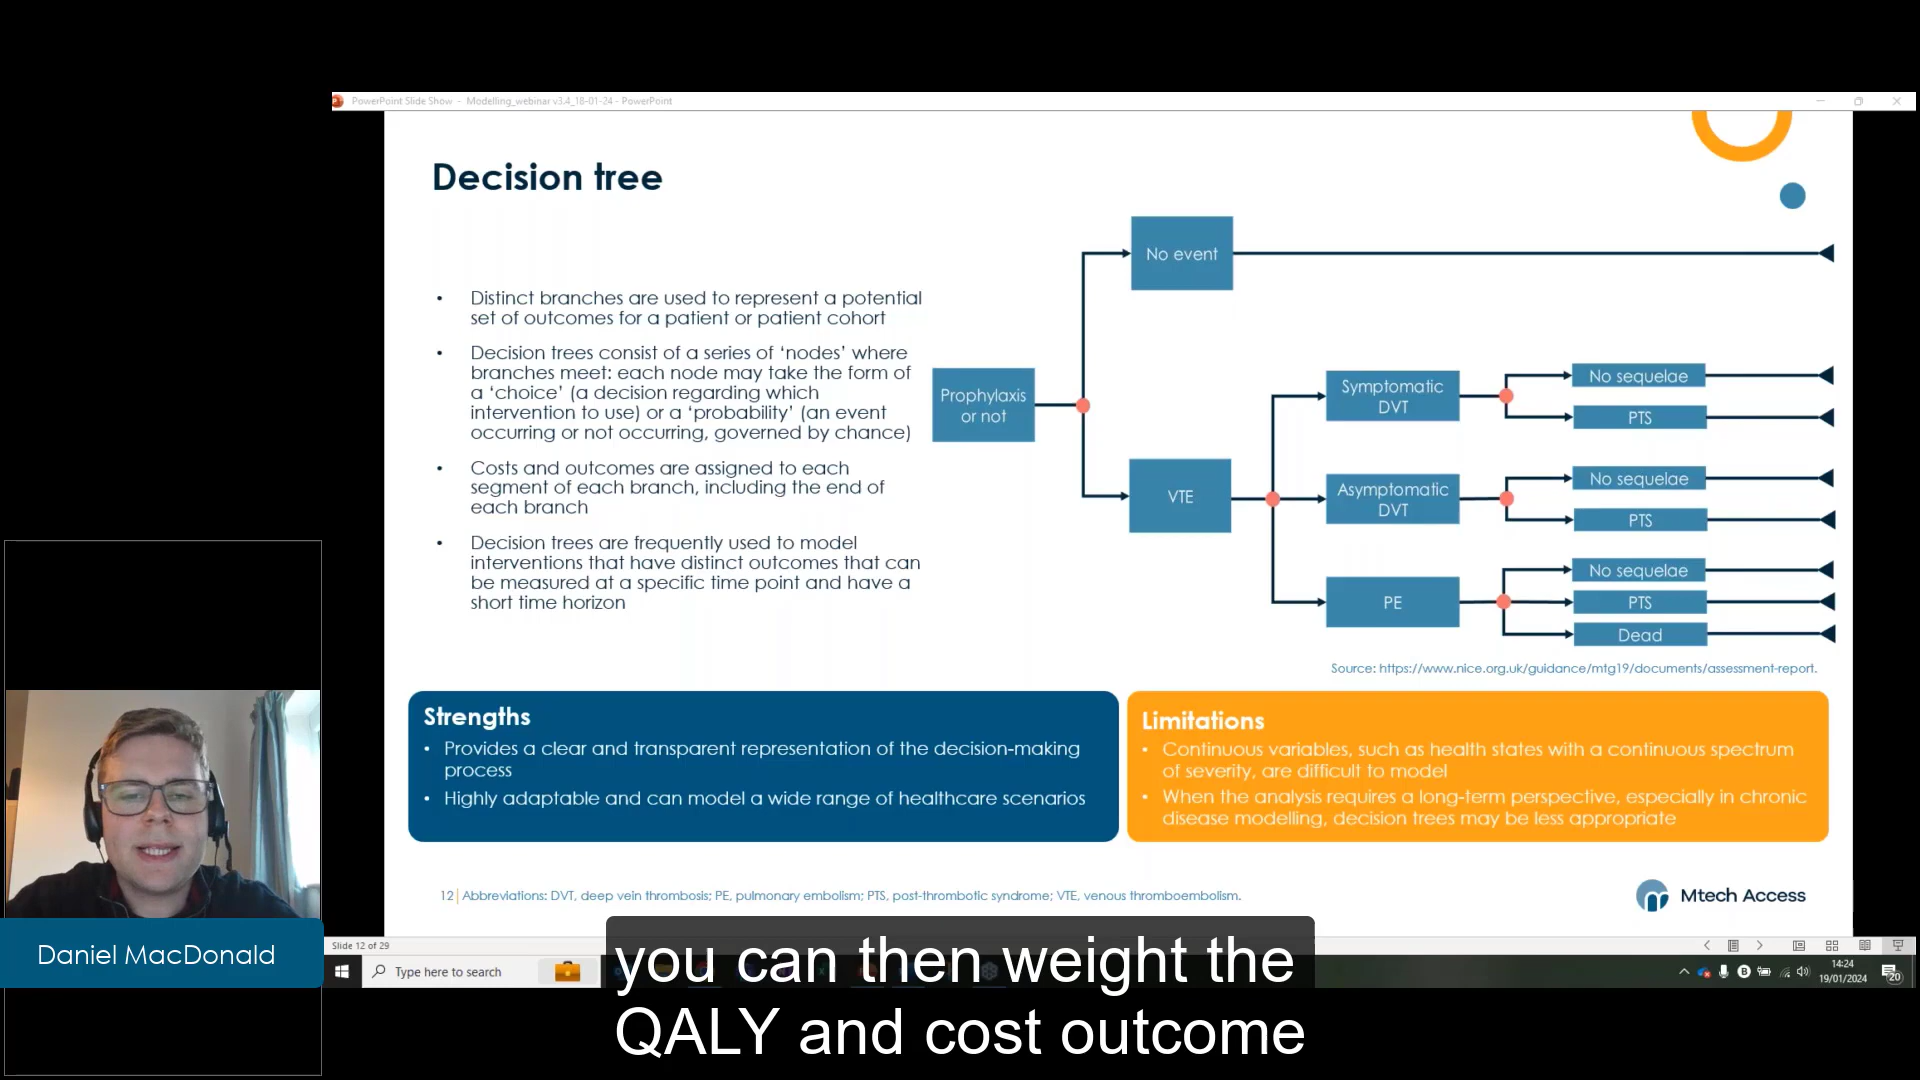 PowerPoint Slide Show - Modelling_webinar v3.4_18-01-24 - PowerPoint
Decision tree
• Distinct branches are used to represent a potential
set of outcomes for a patient or patient cohort
• Decision trees consist of a series of ‘nodes’ where
branches meet: each node may take the form of
a ‘choice’ (a decision regarding which
intervention to use) or a ‘probability’ (an event
occurring or not occurring, governed by chance)
• Costs and outcomes are assigned to each
segment of each branch, including the end of
each branch
• Decision trees are frequently used to model
interventions that have distinct outcomes that can
be measured at a specific time point and have a
short time horizon
Prophylaxis
or not
No event
VTE
Symptomatic
DVT
No sequelae
PTS
Asymptomatic
DVT
No sequelae
PTS
PE
No sequelae
PTS
Dead
Source: https://www.nice.org.uk/guidance/mtg19/documents/assessment-report.
Strengths
• Provides a clear and transparent representation of the decision-making
process
• Highly adaptable and can model a wide range of healthcare scenarios
Limitations
• Continuous variables, such as health states with a continuous spectrum
of severity, are difficult to model
• When the analysis requires a long-term perspective, especially in chronic
disease modelling, decision trees may be less appropriate
12 Abbreviations: DVT, deep vein thrombosis; PE, pulmonary embolism; PTS, post-thrombotic syndrome; VTE, venous thromboembolism.
Mtech Access
Daniel MacDonald
Slide 12 of 29
Type here to search
14:24
19/01/2024
20
you can then weight the
QALY and cost outcome